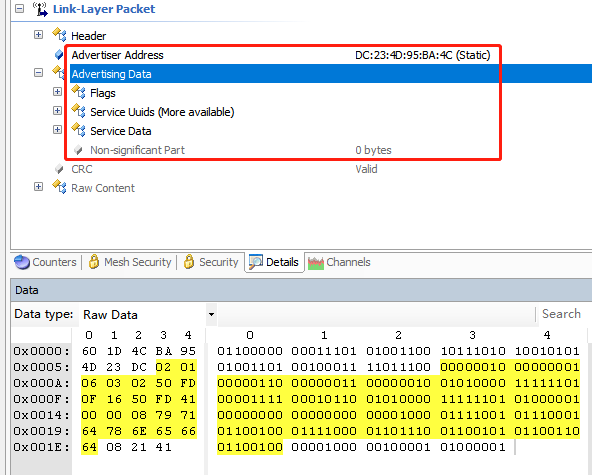 Link-Layer Packet
Header
Advertiser Address DC:23:4D:95:BA:4C (Static)
Advertising Data
Flags
Service Uuids (More available)
Service Data
Non-significant Part 0 bytes
CRC Valid
Raw Content
Counters Mesh Security Security Details Channels
Data
Data type: Raw Data Search
0 1 2 3 4 0 1 2 3 4
0x0000: 60 1D 4C BA 95 01100000 00011101 01001100 10111010 10010101
0x0005: 4D 23 DC 02 01 01001101 00100011 11011100 00000010 00000001
0x000A: 06 03 02 50 FD 00000110 00000011 00000010 01010000 11111101
0x000F: 0F 16 50 FD 41 00001111 00010110 01010000 11111101 01000001
0x0014: 00 00 08 79 71 00000000 00000000 00001000 01111001 01110001
0x0019: 64 78 6E 65 66 01100100 01111000 01101110 01100101 01100110
0x001E: 64 08 21 41 01100100 00001000 00100001 01000001